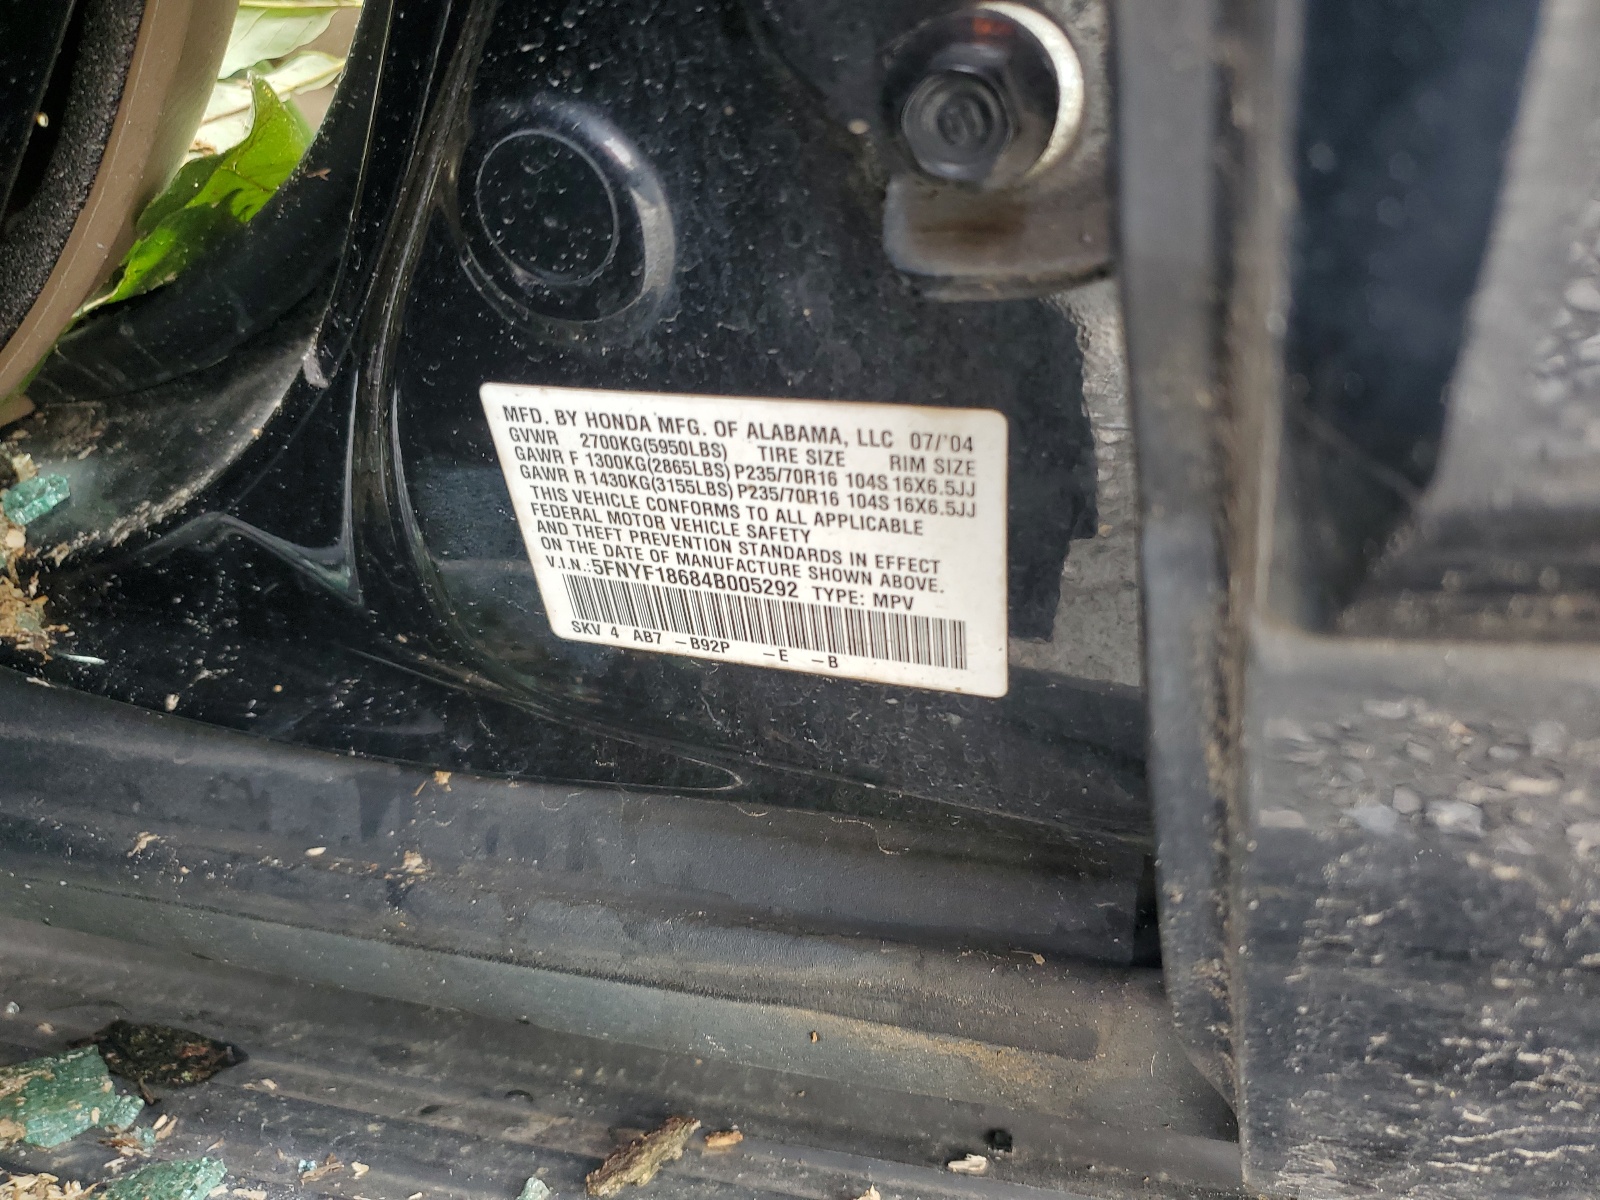 MFD. BY HONDA MFG. OF ALABAMA, LLC 07/'04
GVWR 2700KG(5950LBS) TIRE SIZE RIM SIZE
GAWR F 1300KG(2865LBS) P235/70R16 104S 16X6.5JJ
GAWR R 1430KG(3155LBS) P235/70R16 104S 16X6.5JJ
THIS VEHICLE CONFORMS TO ALL APPLICABLE
FEDERAL MOTOR VEHICLE SAFETY
AND THEFT PREVENTION STANDARDS IN EFFECT
ON THE DATE OF MANUFACTURE SHOWN ABOVE.
V.I.N.:5FNYF18684B005292 TYPE: MPV
SKV 4 AB7 -B92P -E -B